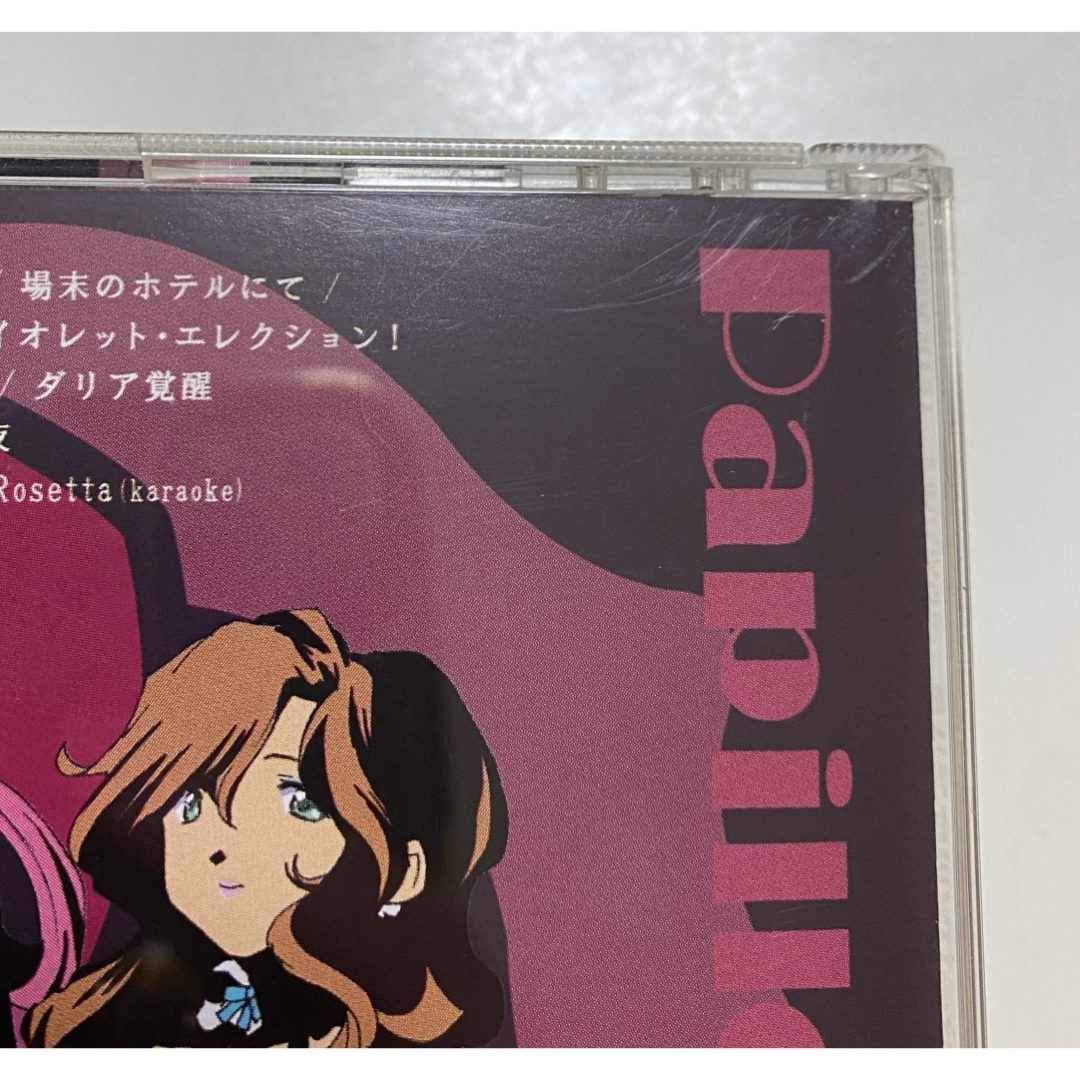 / 場末のホテルにて /
イオレット・エレクション!
/ ダリア覚醒
夜
Rosetta(karaoke)
Papill